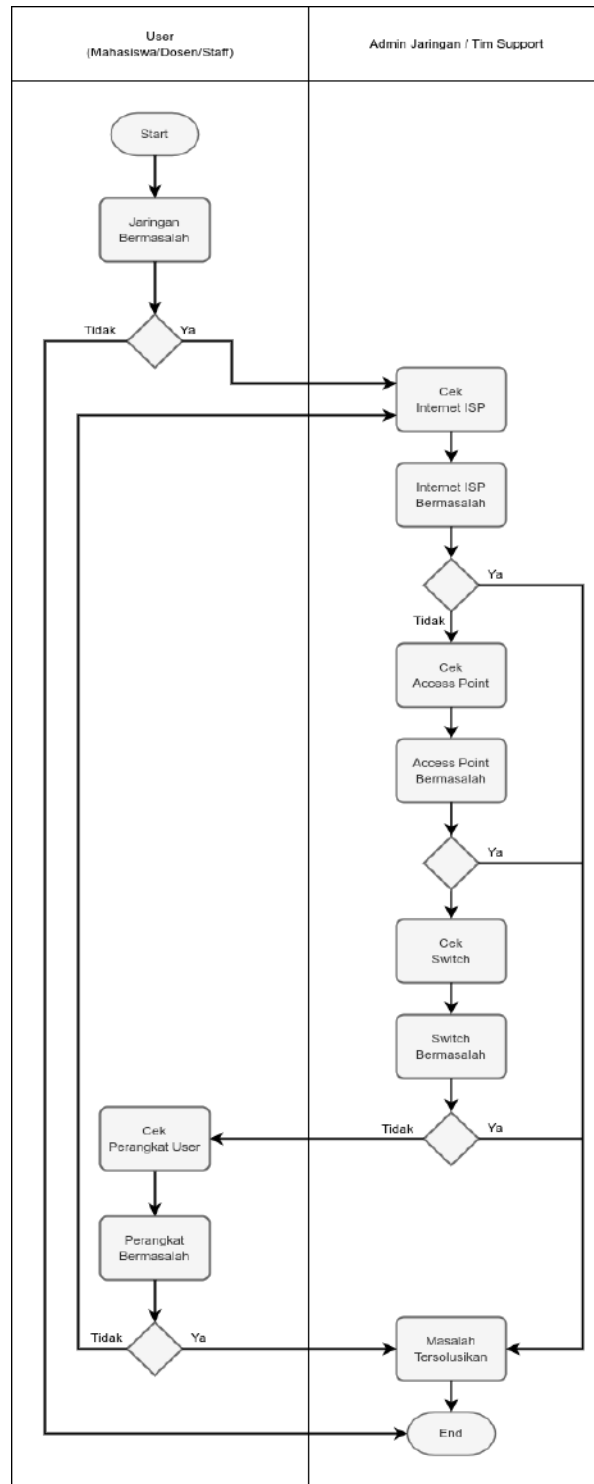 User
(Mahasiswa/Dosen/Staff)
Admin Jaringan / Tim Support
Start
Jaringan
Bermasalah
Tidak
Ya
Cek
Internet ISP
Internet ISP
Bermasalah
Ya
Tidak
Cek
Access Point
Access Point
Bermasalah
Ya
Cek
Switch
Switch
Bermasalah
Tidak
Ya
Cek
Perangkat User
Perangkat
Bermasalah
Tidak
Ya
Masalah
Tersolusikan
End